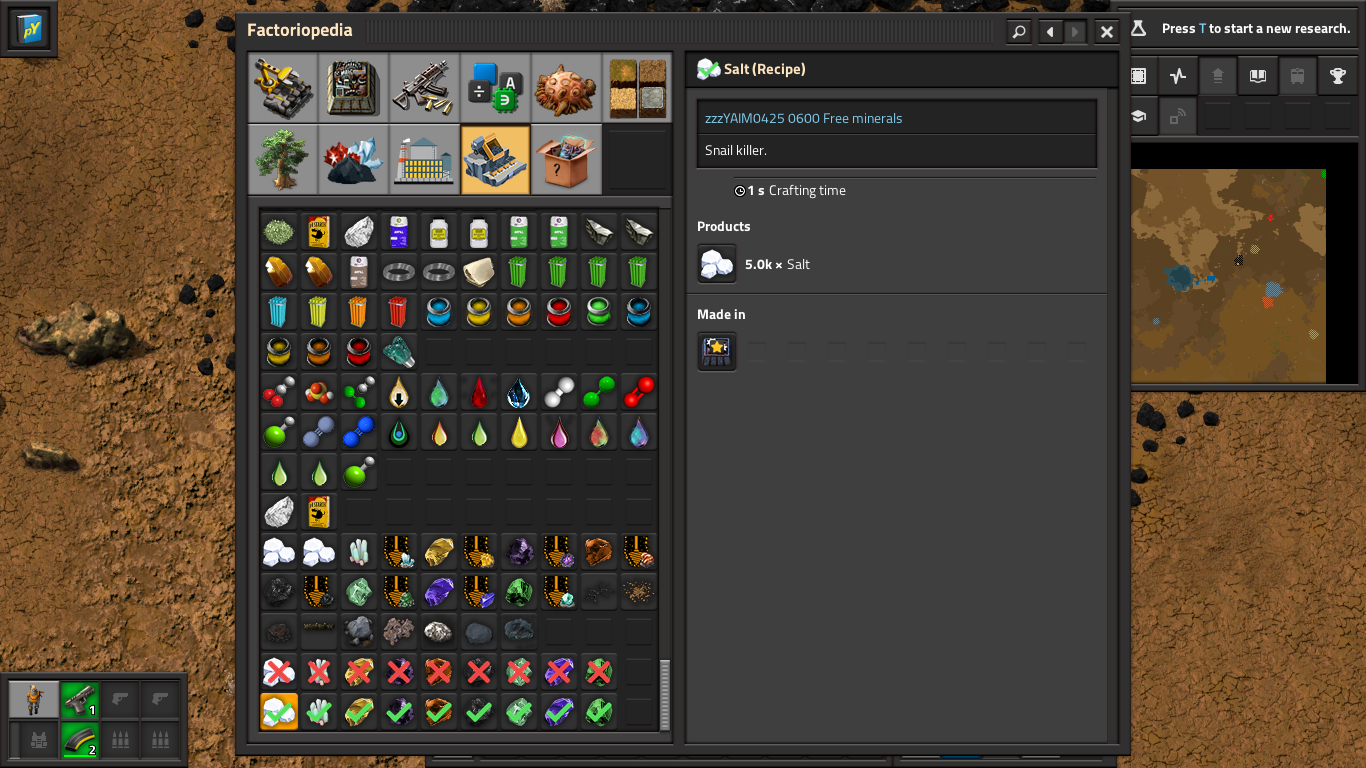 pY
Factoriopedia
Press T to start a new research.
A
Salt (Recipe)
zzzYAIM0425 0600 Free minerals
Snail killer.
1 s Crafting time
Products
5.0k × Salt
Made in
?
1
2